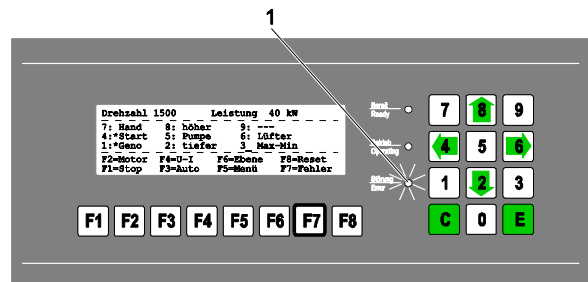 1
Drehzahl 1500 Leistung 40 kW
7: Hand 8: höher 9: ---
4:*Start 5: Pumpe 6: Lüfter
1:*Geno 2: tiefer 3_ Max-Min
F2=Motor F4=U-I F6=Ebene F8=Reset
F1=Stop F3=Auto F5=Menü F7=Fehler
Bereit
Ready
Betrieb
Operating
Störung
Error
7 8 9
4 5 6
1 2 3
C 0 E
F1 F2 F3 F4 F5 F6 F7 F8